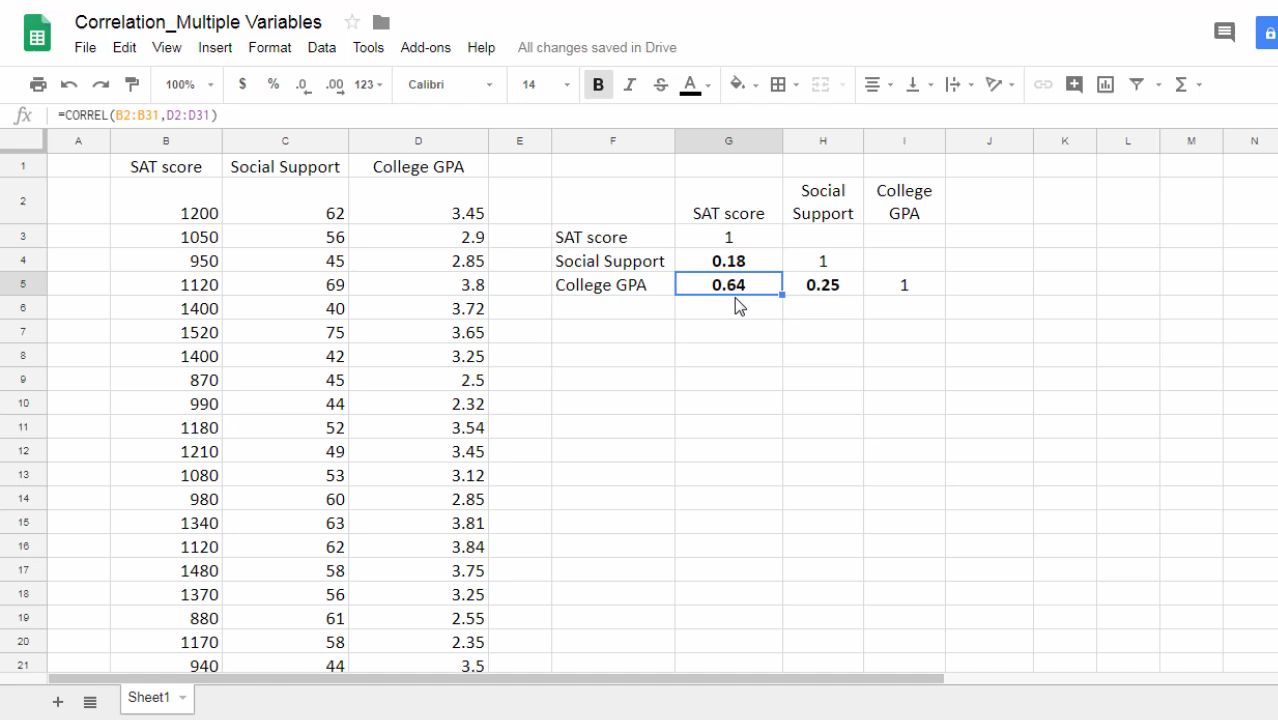 Correlation_Multiple Variables
File Edit View Insert Format Data Tools Add-ons Help All changes saved in Drive
100% $ % .0 .00 123 Calibri 14 B I S A Σ
fx =CORREL(B2:B31,D2:D31)
A B C D E F G H I J K L M N
1 SAT score Social Support College GPA
2 1200 62 3.45 SAT score Social Support College GPA
3 1050 56 2.9 SAT score 1
4 950 45 2.85 Social Support 0.18 1
5 1120 69 3.8 College GPA 0.64 0.25 1
6 1400 40 3.72
7 1520 75 3.65
8 1400 42 3.25
9 870 45 2.5
10 990 44 2.32
11 1180 52 3.54
12 1210 49 3.45
13 1080 53 3.12
14 980 60 2.85
15 1340 63 3.81
16 1120 62 3.84
17 1480 58 3.75
18 1370 56 3.25
19 880 61 2.55
20 1170 58 2.35
21 940 44 3.5
Sheet1